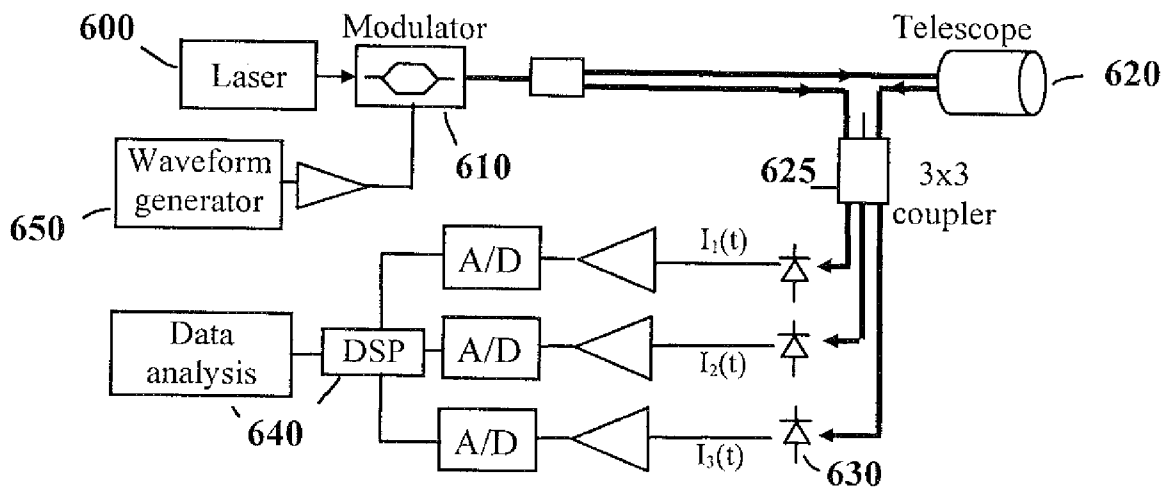 600
Laser
Modulator
610
Telescope
620
Waveform
generator
650
625
3x3
coupler
A/D
I₁(t)
Data
analysis
DSP
640
A/D
I₂(t)
A/D
I₃(t)
630